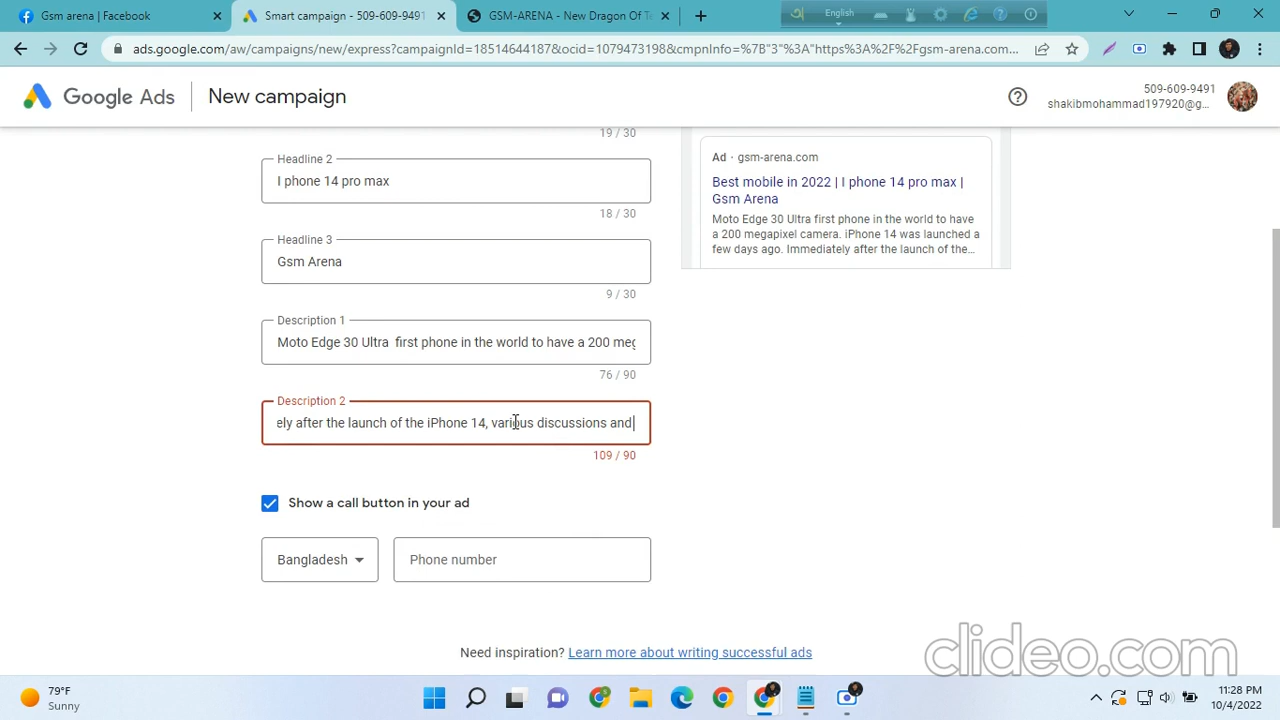 Gsm arena | Facebook
Smart campaign - 509-609-9491
GSM-ARENA - New Dragon Of Te
English
ads.google.com/aw/campaigns/new/express?campaignId=18514644187&ocid=1079473198&cmpnInfo=%7B"3"%3A"https%3A%2F%2Fgsm-arena.com...
Google Ads
New campaign
509-609-9491
shakibmohammad197920@g...
19 / 30
Headline 2
I phone 14 pro max
18 / 30
Headline 3
Gsm Arena
9 / 30
Description 1
Moto Edge 30 Ultra  first phone in the world to have a 200 meg
76 / 90
Description 2
ely after the launch of the iPhone 14, various discussions and
109 / 90
Show a call button in your ad
Bangladesh
Phone number
Ad · gsm-arena.com
Best mobile in 2022 | I phone 14 pro max |
Gsm Arena
Moto Edge 30 Ultra first phone in the world to have
a 200 megapixel camera. iPhone 14 was launched a
few days ago. Immediately after the launch of the...
Need inspiration? Learn more about writing successful ads
clideo.com
79°F
Sunny
11:28 PM
10/4/2022